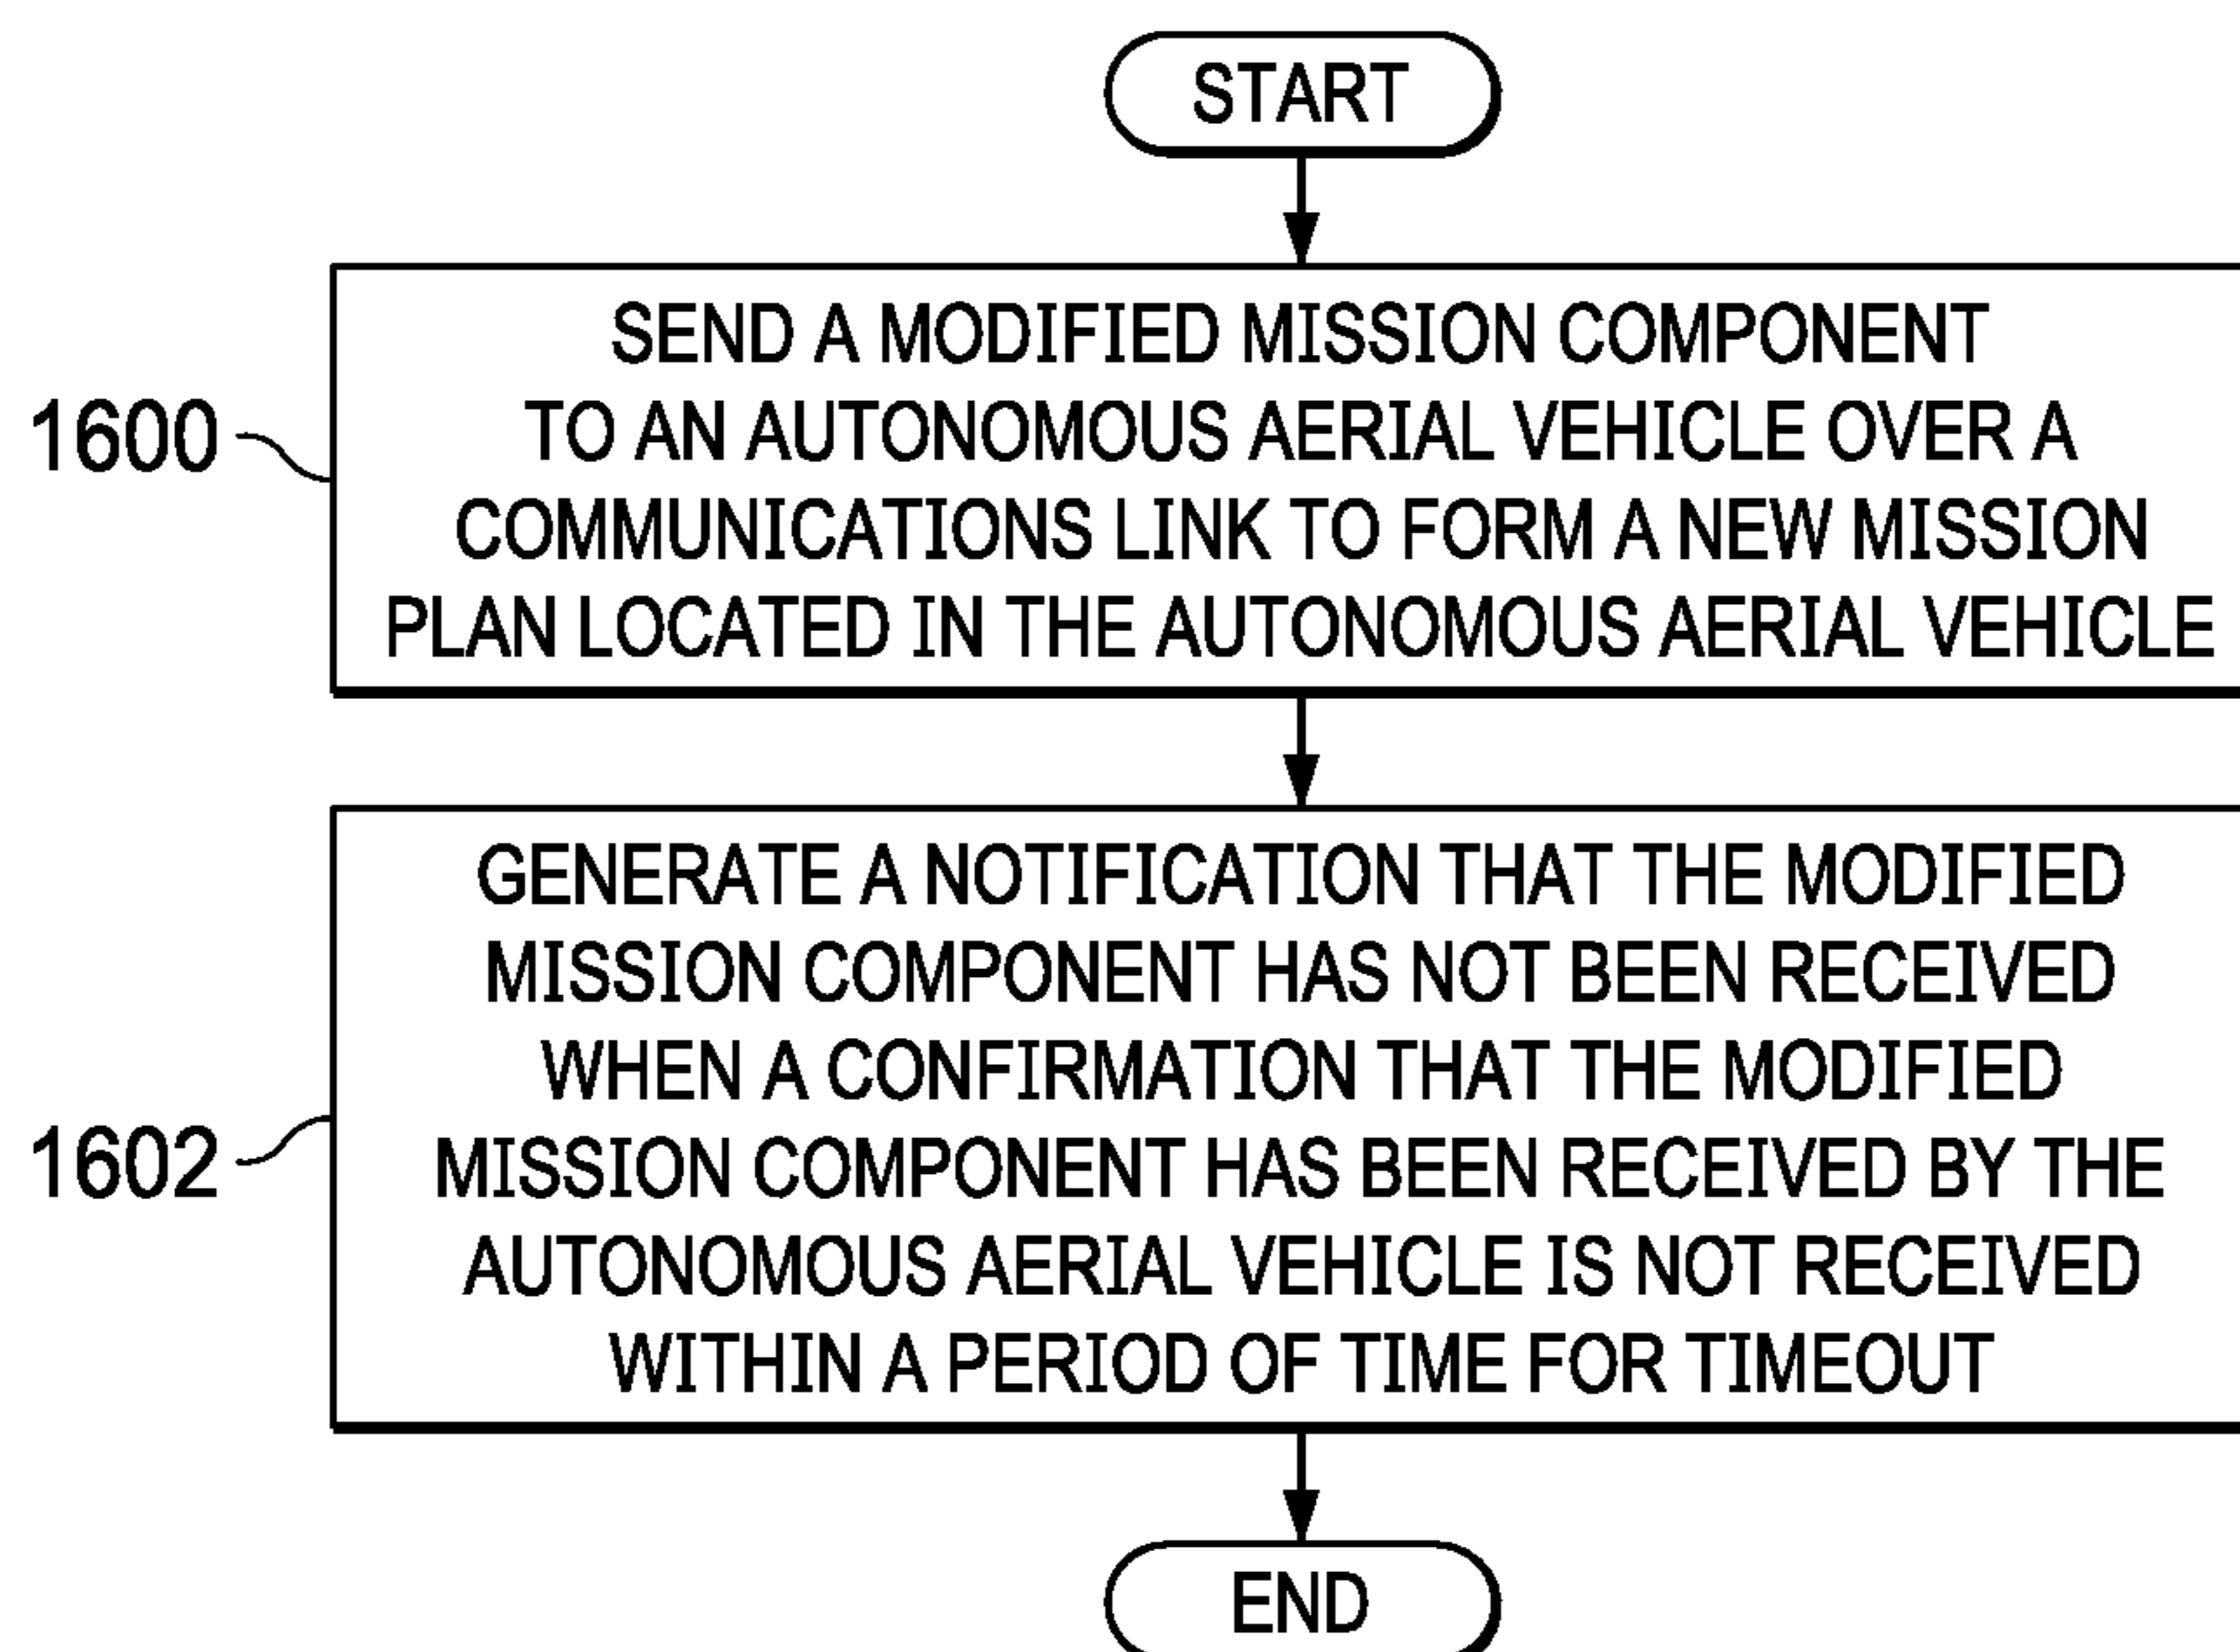 START
SEND A MODIFIED MISSION COMPONENT
TO AN AUTONOMOUS AERIAL VEHICLE OVER A
COMMUNICATIONS LINK TO FORM A NEW MISSION
PLAN LOCATED IN THE AUTONOMOUS AERIAL VEHICLE
1600
GENERATE A NOTIFICATION THAT THE MODIFIED
MISSION COMPONENT HAS NOT BEEN RECEIVED
WHEN A CONFIRMATION THAT THE MODIFIED
MISSION COMPONENT HAS BEEN RECEIVED BY THE
AUTONOMOUS AERIAL VEHICLE IS NOT RECEIVED
WITHIN A PERIOD OF TIME FOR TIMEOUT
1602
END